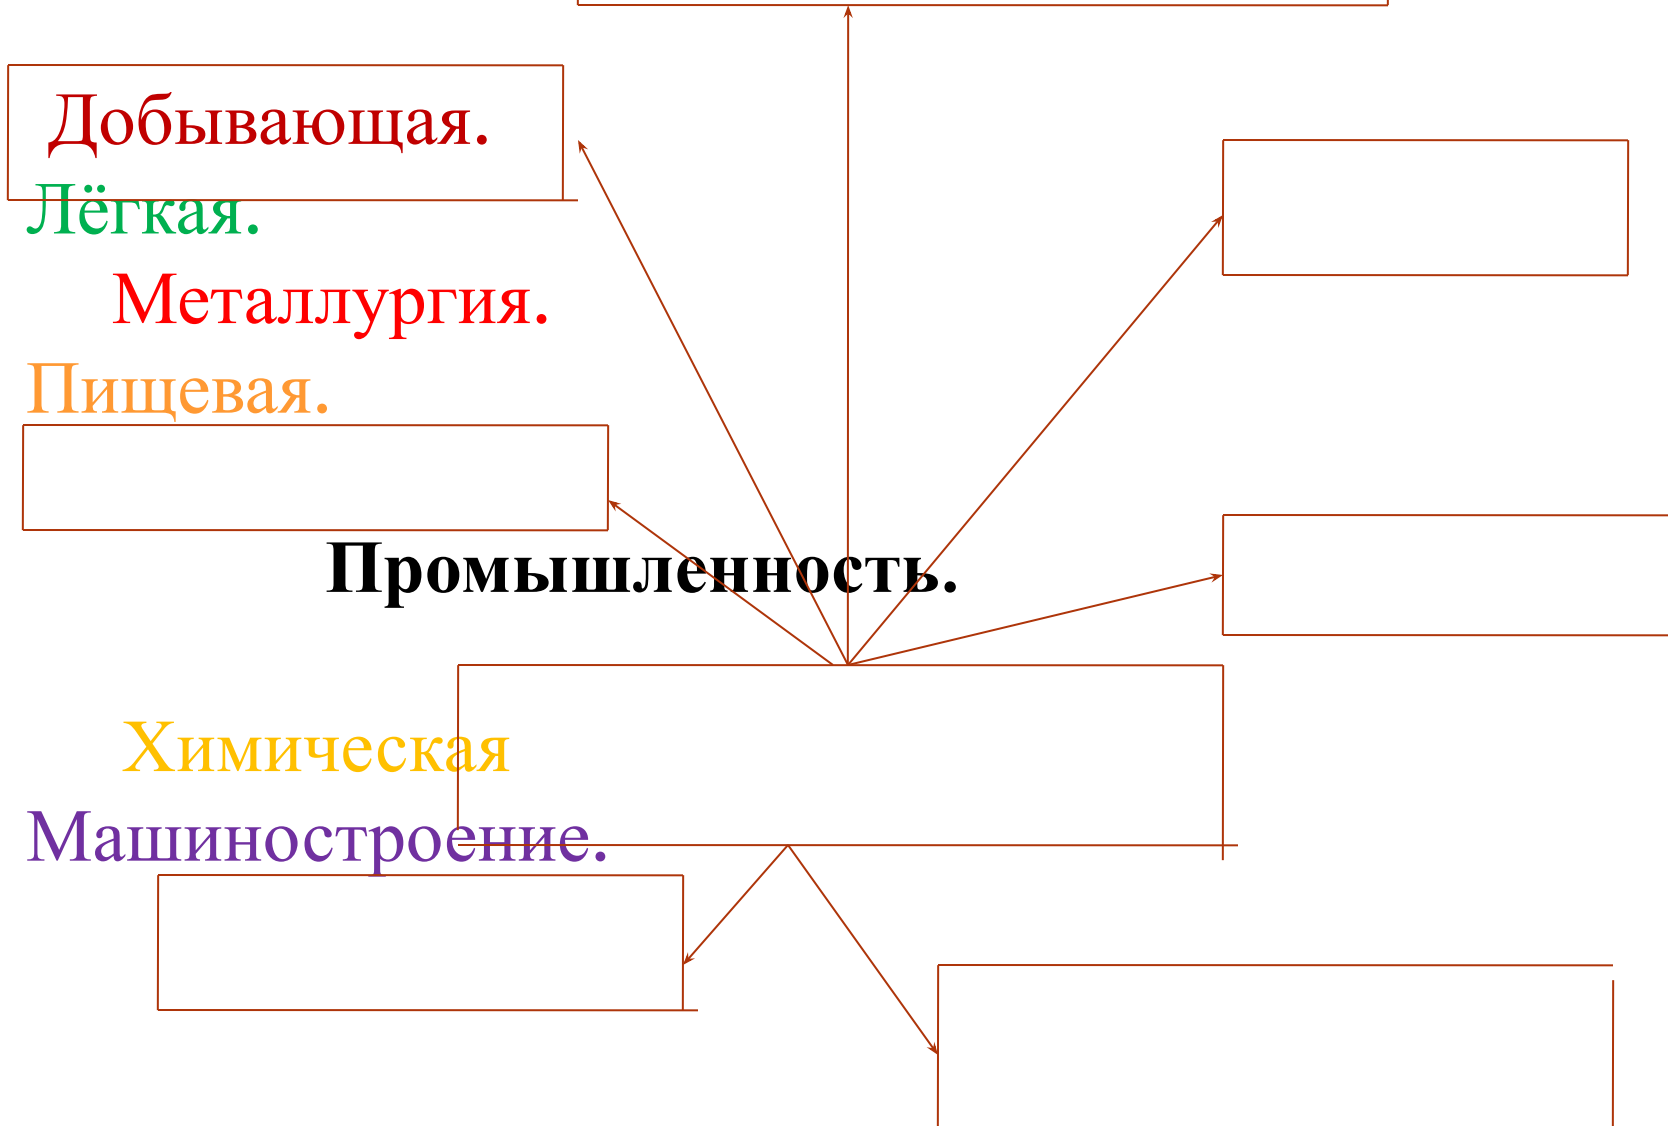 Добывающая.
Лёгкая.
Металлургия.
Пищевая.
Промышленность.
Химическая
Машиностроение.